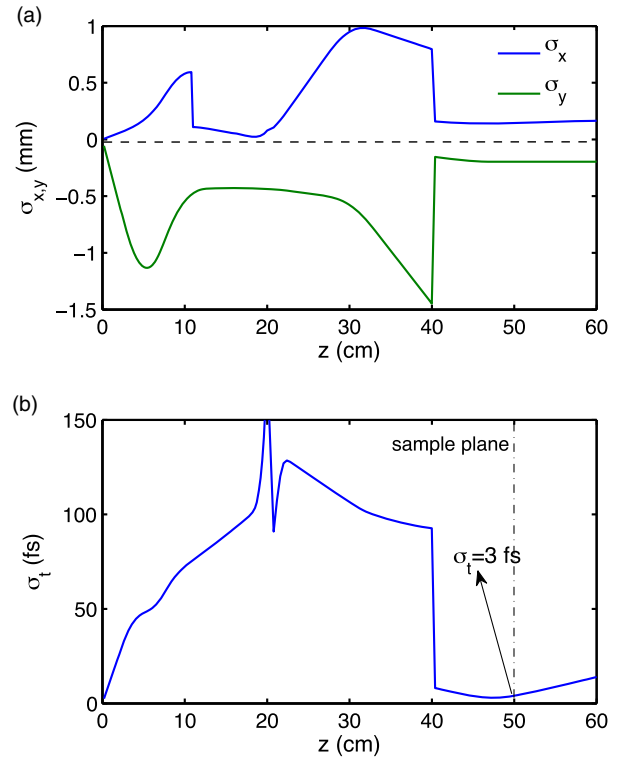 (a)
1
0.5
0
−0.5
−1
−1.5
σx,y (mm)
σx
σy
0 10 20 30 40 50 60
z (cm)
(b)
150
100
50
0
σt (fs)
sample plane
σt=3 fs
0 10 20 30 40 50 60
z (cm)